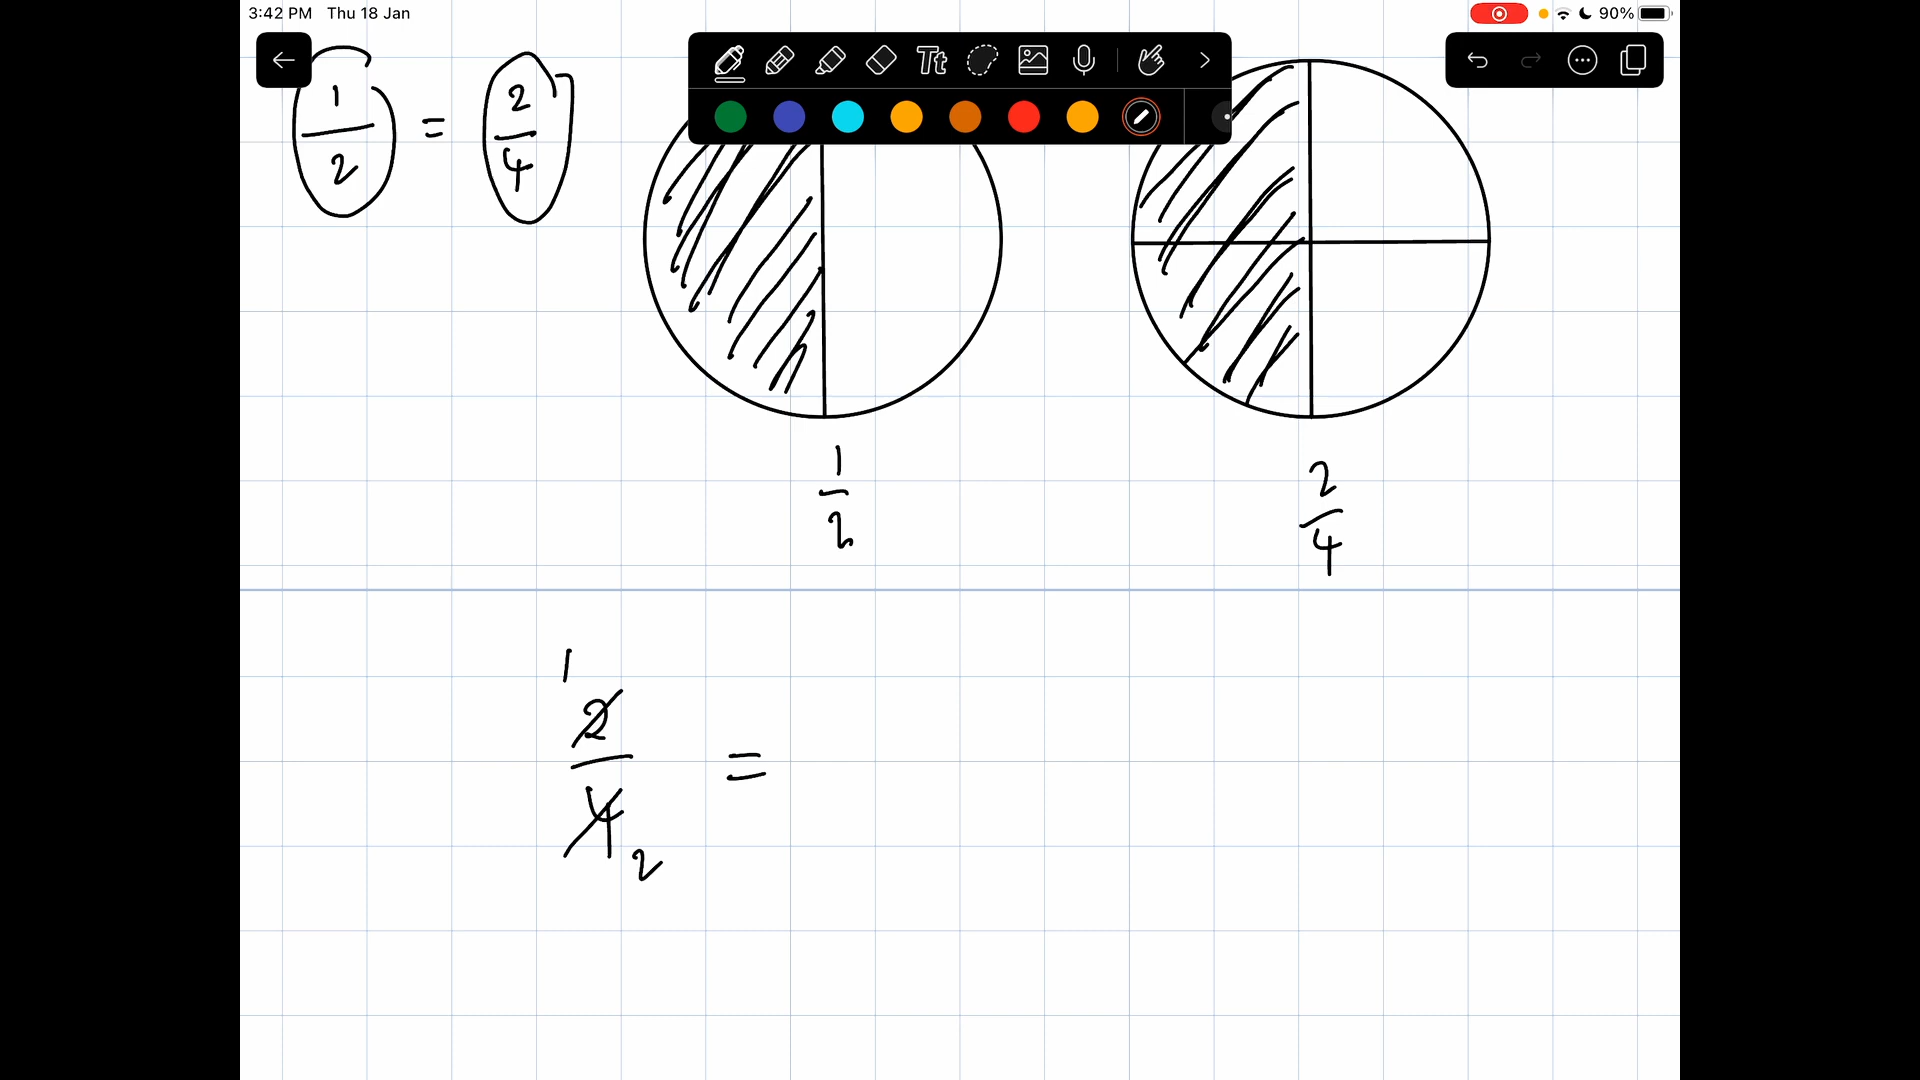 3:42 PM Thu 18 Jan
90%
Tt
1/2 = 2/4
1/2
2/4
1
2/4 =
2